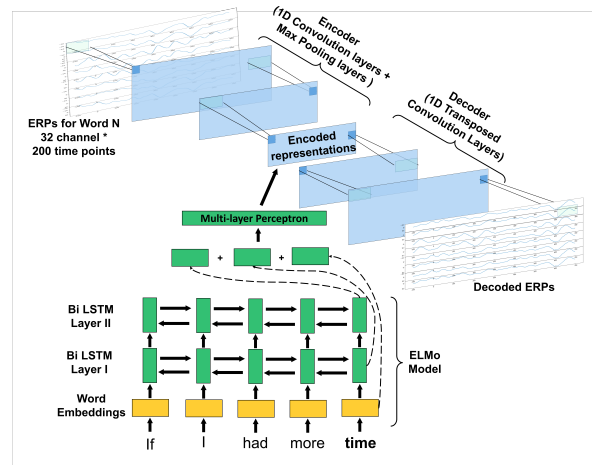 Encoder
(1D Convolution layers +
Max Pooling layers )
ERPs for Word N
32 channel *
200 time points
Decoder
(1D Transposed
Convolution Layers)
Encoded
representations
Multi-layer Perceptron
+ +
Decoded ERPs
Bi LSTM
Layer II
Bi LSTM
Layer I
ELMo
Model
Word
Embeddings
If I had more time